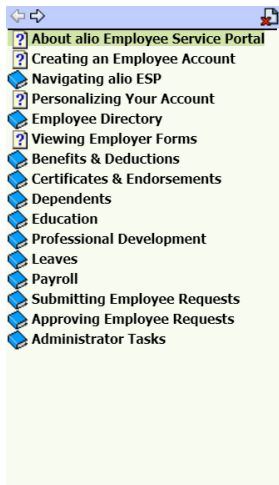 About alio Employee Service Portal
Creating an Employee Account
Navigating alio ESP
Personalizing Your Account
Employee Directory
Viewing Employer Forms
Benefits & Deductions
Certificates & Endorsements
Dependents
Education
Professional Development
Leaves
Payroll
Submitting Employee Requests
Approving Employee Requests
Administrator Tasks